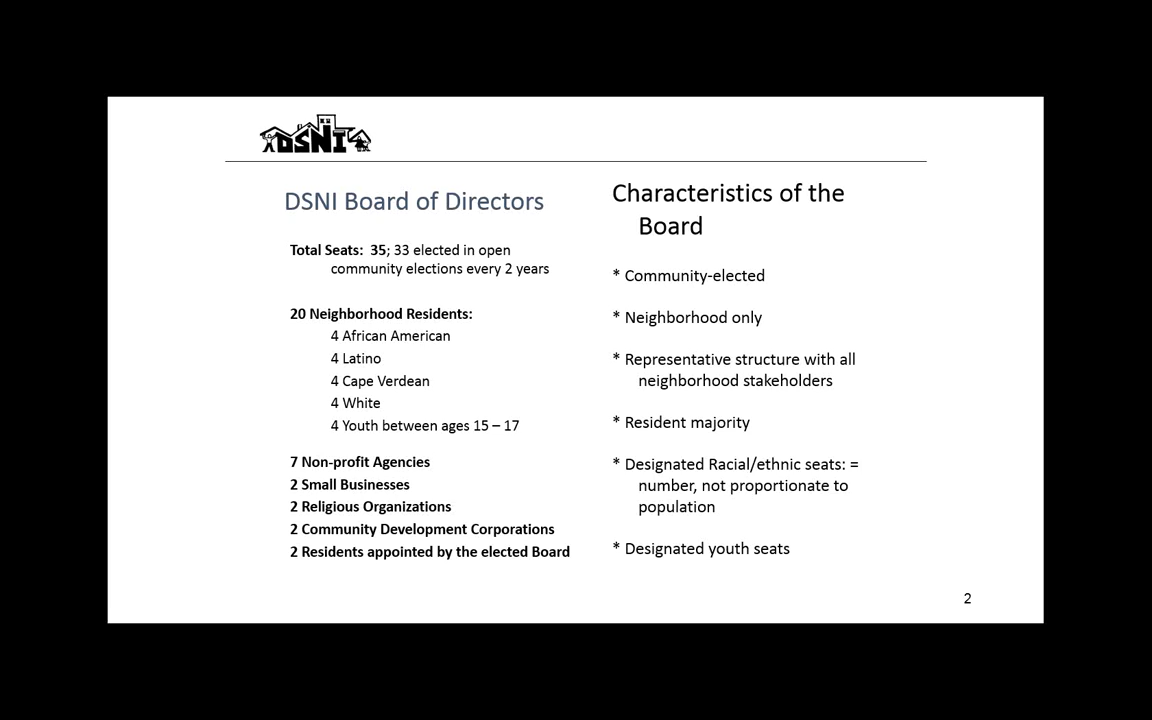 DSNI
DSNI Board of Directors
Total Seats: 35; 33 elected in open
community elections every 2 years
20 Neighborhood Residents:
4 African American
4 Latino
4 Cape Verdean
4 White
4 Youth between ages 15 – 17
7 Non-profit Agencies
2 Small Businesses
2 Religious Organizations
2 Community Development Corporations
2 Residents appointed by the elected Board
Characteristics of the
Board
* Community-elected
* Neighborhood only
* Representative structure with all
neighborhood stakeholders
* Resident majority
* Designated Racial/ethnic seats: =
number, not proportionate to
population
* Designated youth seats
2